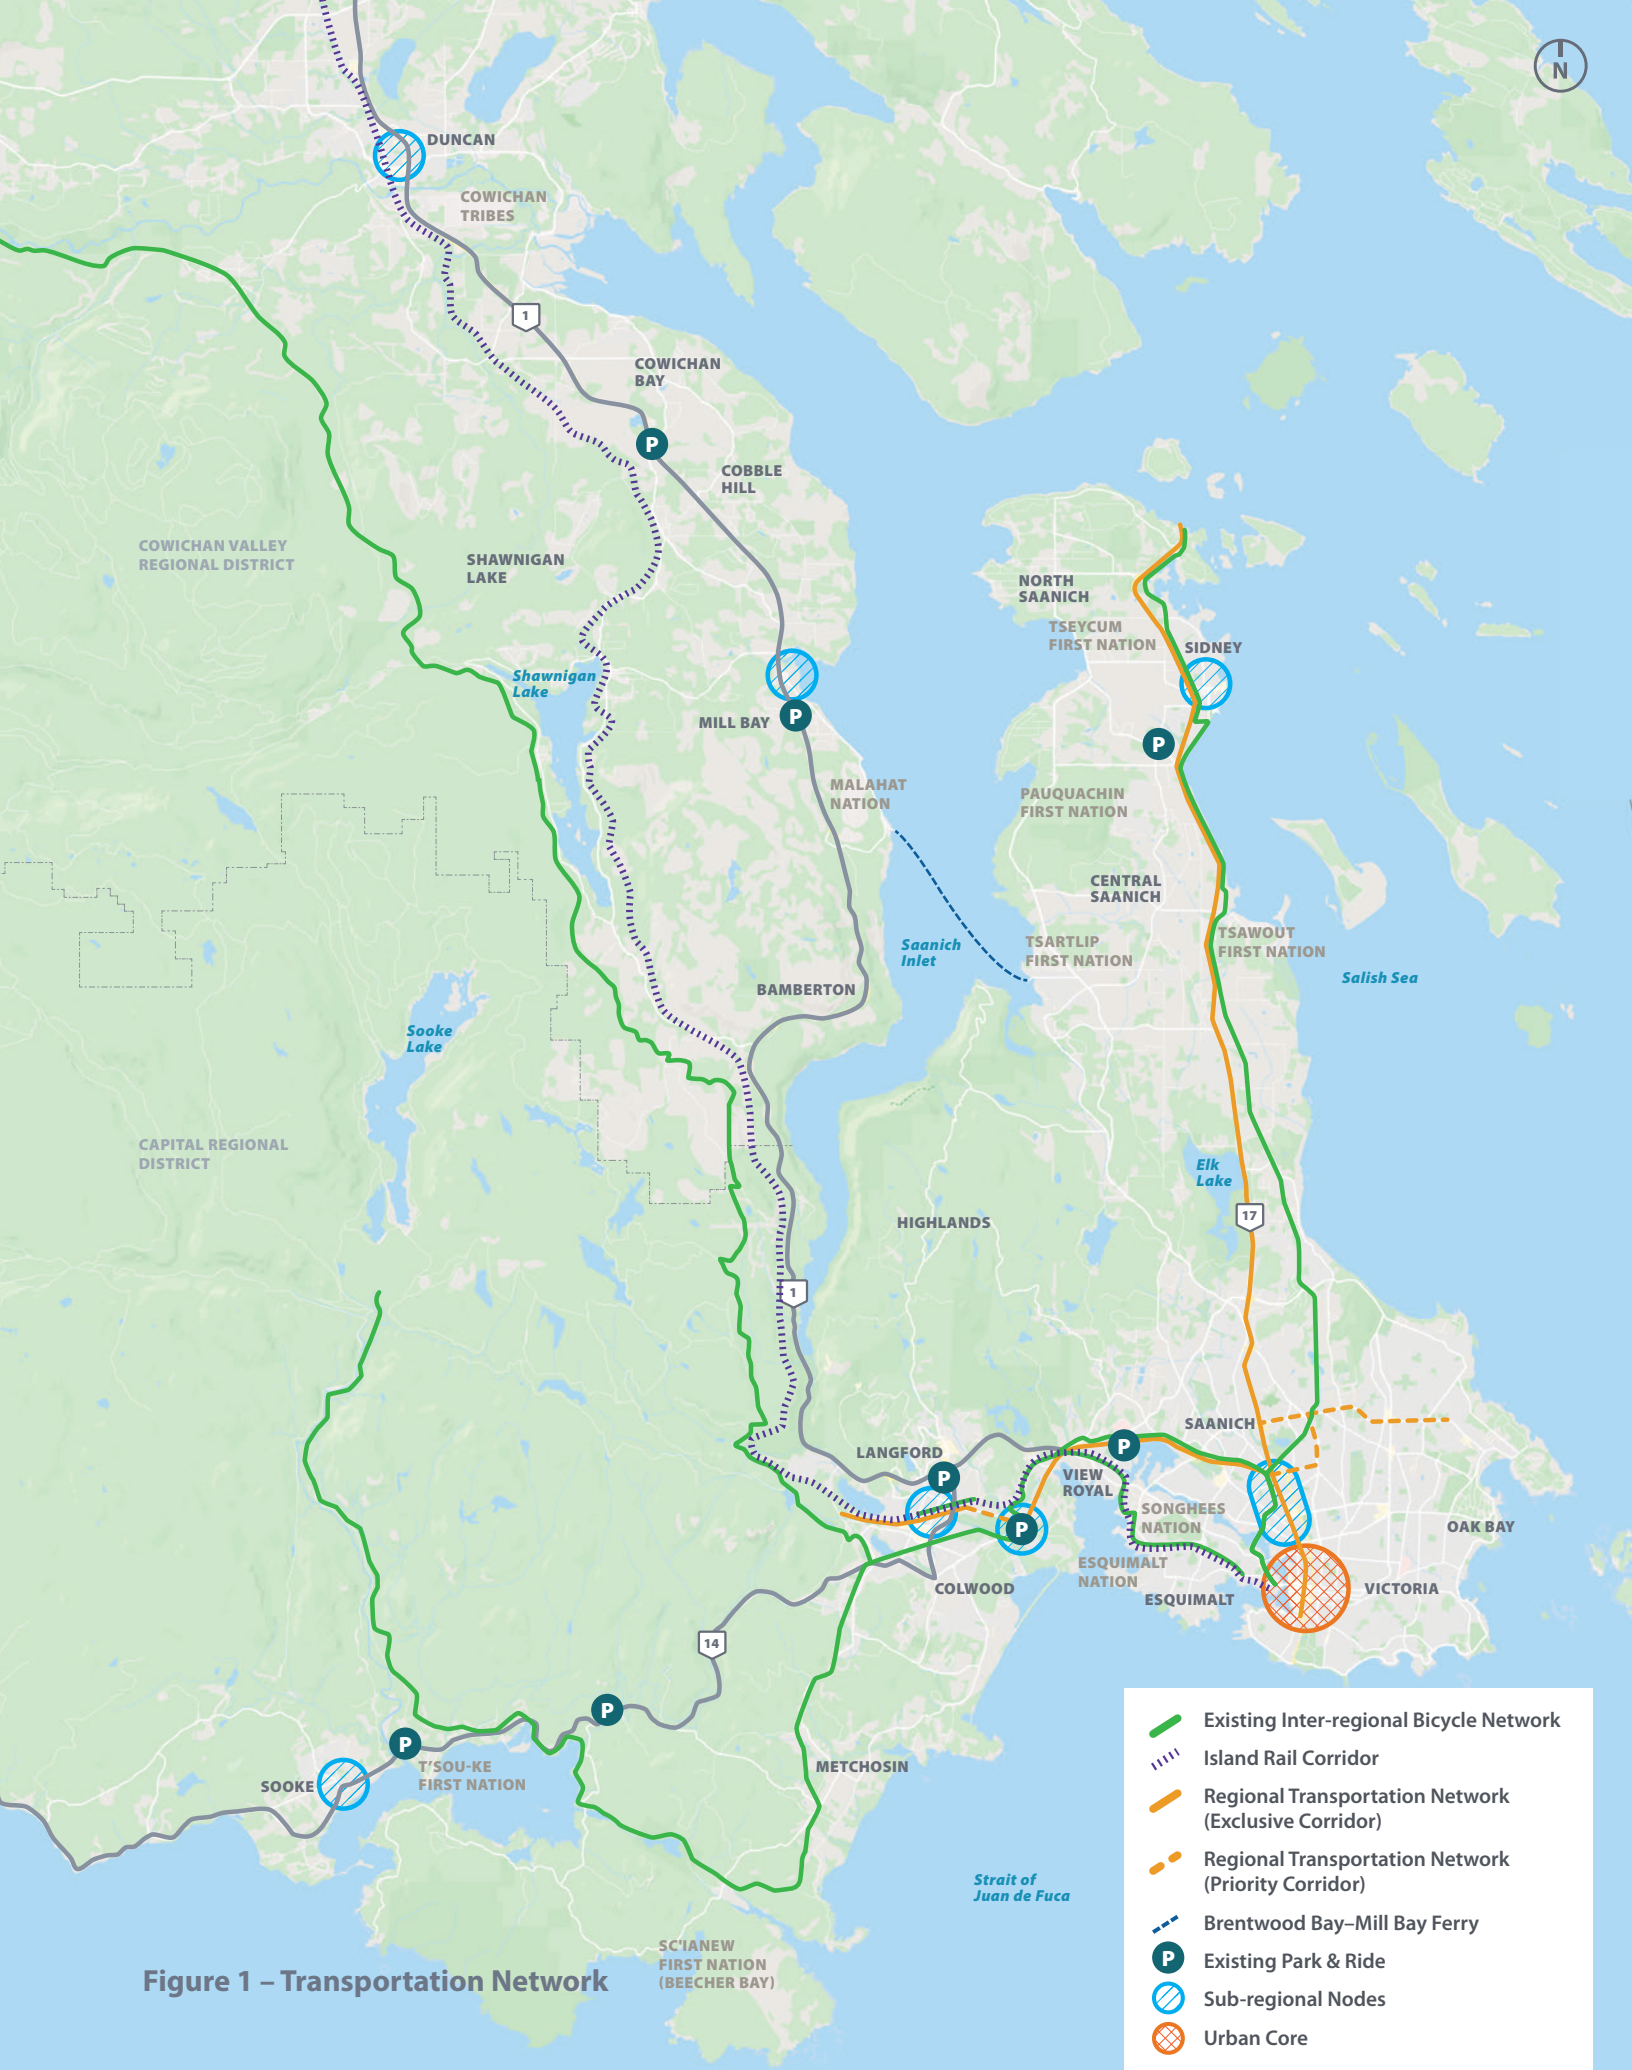 N
DUNCAN
COWICHAN
TRIBES
1
COWICHAN
BAY
P
COBBLE
HILL
COWICHAN VALLEY
REGIONAL DISTRICT
SHAWNIGAN
LAKE
NORTH
SAANICH
TSEYCUM
FIRST NATION
SIDNEY
Shawnigan
Lake
MILL BAY
P
P
MALAHAT
NATION
PAUQUACHIN
FIRST NATION
CENTRAL
SAANICH
Saanich
Inlet
TSARTLIP
FIRST NATION
TSAWOUT
FIRST NATION
Salish Sea
BAMBERTON
Sooke
Lake
CAPITAL REGIONAL
DISTRICT
Elk
Lake
HIGHLANDS
17
1
SAANICH
LANGFORD
P
P
VIEW
ROYAL
SONGHEES
NATION
P
OAK BAY
ESQUIMALT
NATION
COLWOOD
ESQUIMALT
VICTORIA
14
P
P
T'SOU-KE
FIRST NATION
SOOKE
METCHOSIN
Strait of
Juan de Fuca
SC'IANEW
FIRST NATION
(BEECHER BAY)
Figure 1 – Transportation Network
Existing Inter-regional Bicycle Network
Island Rail Corridor
Regional Transportation Network
(Exclusive Corridor)
Regional Transportation Network
(Priority Corridor)
Brentwood Bay–Mill Bay Ferry
P
Existing Park & Ride
Sub-regional Nodes
Urban Core